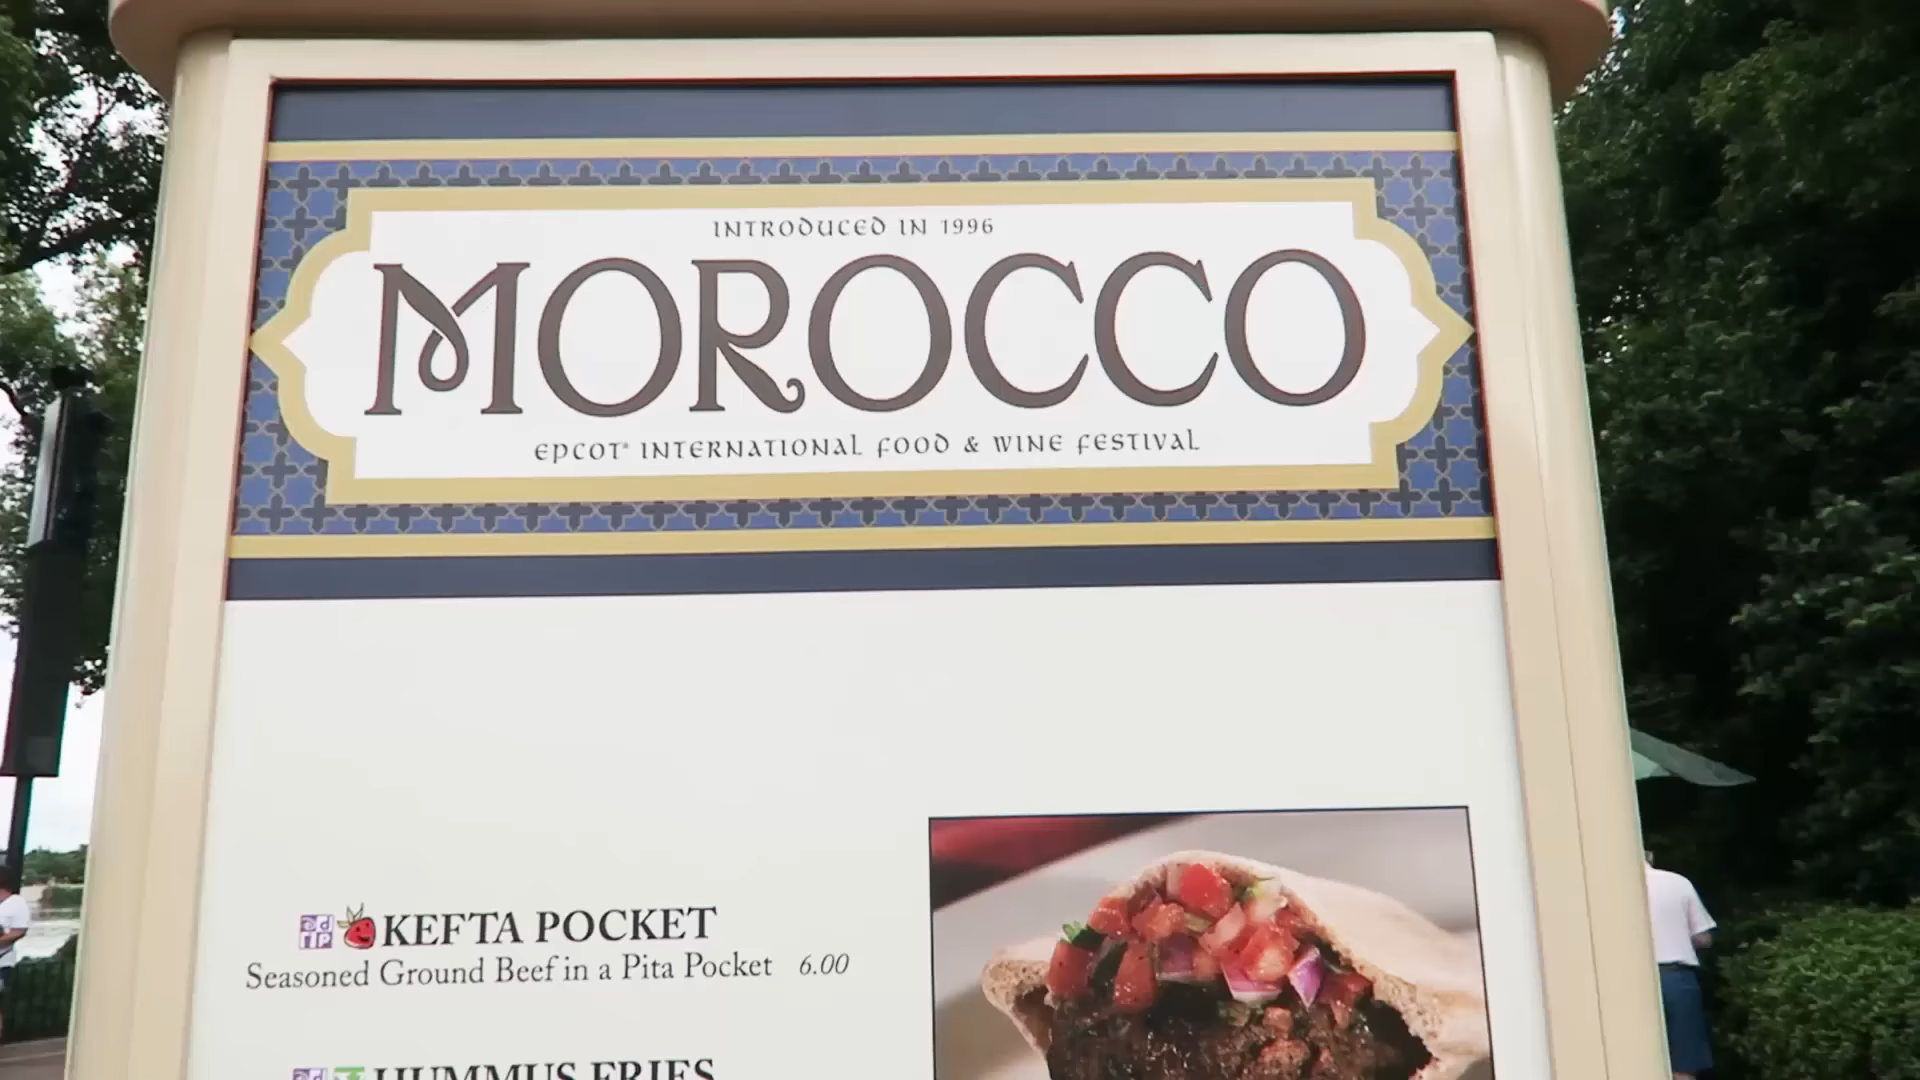 INTRODUCED IN 1996
MOROCCO
EPCOT® INTERNATIONAL FOOD & WINE FESTIVAL
KEFTA POCKET
Seasoned Ground Beef in a Pita Pocket 6.00
HUMMUS FRIES